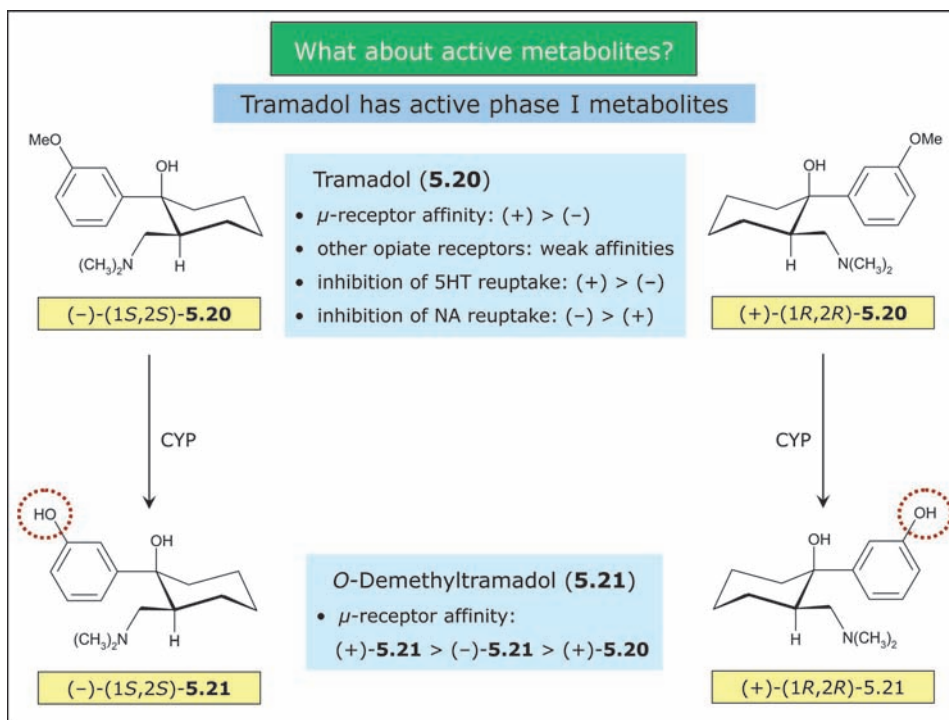 What about active metabolites?
Tramadol has active phase I metabolites
MeO
OH
(CH₃)₂N
H
(–)-(1S,2S)-5.20
Tramadol (5.20)
• μ-receptor affinity: (+) > (–)
• other opiate receptors: weak affinities
• inhibition of 5HT reuptake: (+) > (–)
• inhibition of NA reuptake: (–) > (+)
OMe
OH
H
N(CH₃)₂
(+)-(1R,2R)-5.20
CYP
CYP
HO
OH
(CH₃)₂N
H
(–)-(1S,2S)-5.21
O-Demethyltramadol (5.21)
• μ-receptor affinity:
(+)-5.21 > (–)-5.21 > (+)-5.20
OH
OH
H
N(CH₃)₂
(+)-(1R,2R)-5.21